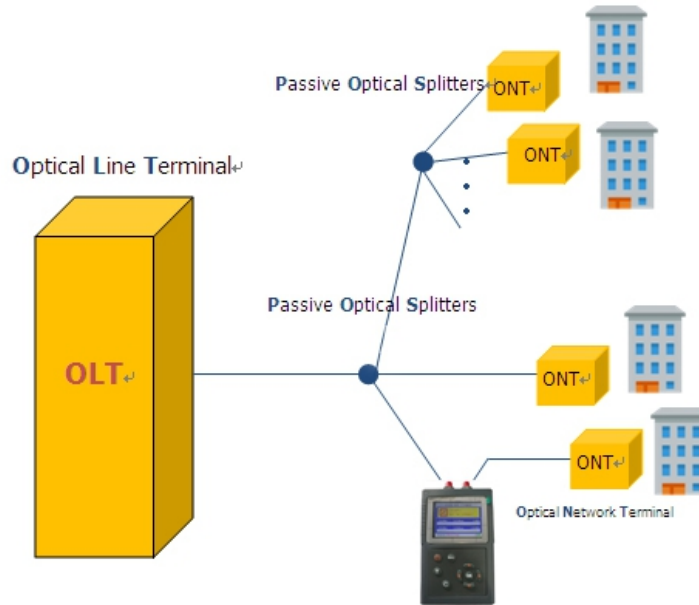 Passive Optical Splitters
ONT
ONT
Optical Line Terminal
Passive Optical Splitters
OLT
ONT
ONT
Optical Network Terminal